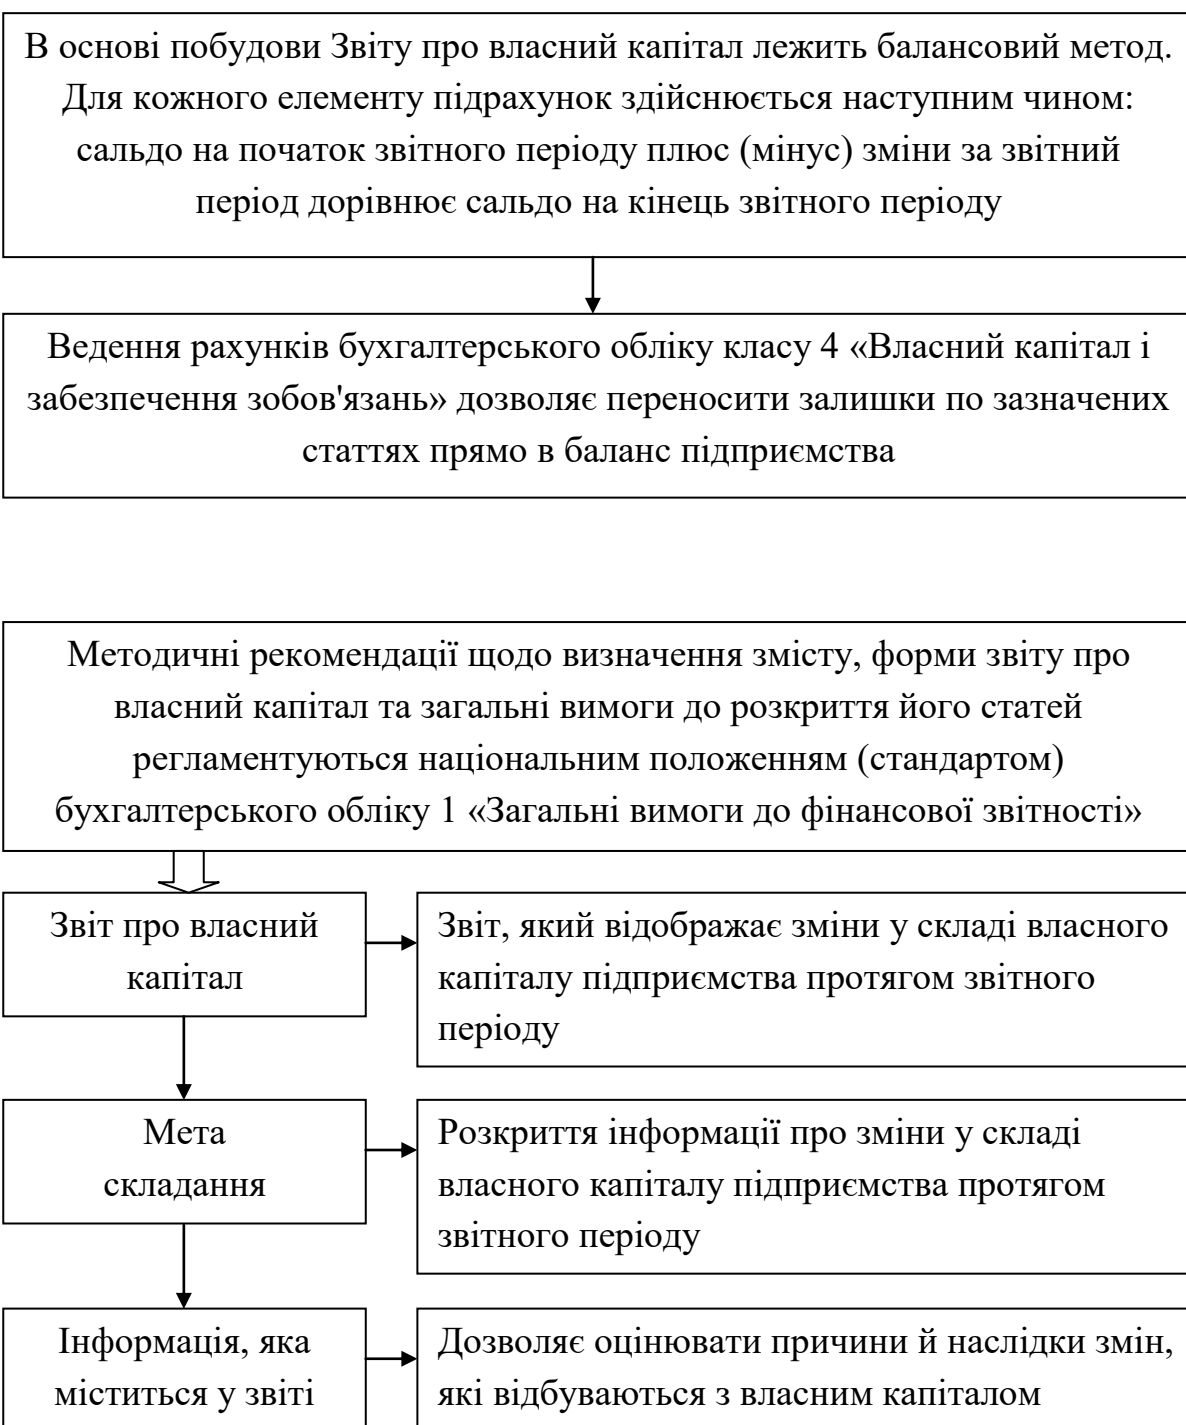 В основі побудови Звіту про власний капітал лежить балансовий метод.
Для кожного елементу підрахунок здійснюється наступним чином:
сальдо на початок звітного періоду плюс (мінус) зміни за звітний
період дорівнює сальдо на кінець звітного періоду
Ведення рахунків бухгалтерського обліку класу 4 «Власний капітал і
забезпечення зобов'язань» дозволяє переносити залишки по зазначених
статтях прямо в баланс підприємства
Методичні рекомендації щодо визначення змісту, форми звіту про
власний капітал та загальні вимоги до розкриття його статей
регламентуються національним положенням (стандартом)
бухгалтерського обліку 1 «Загальні вимоги до фінансової звітності»
Звіт про власний
капітал
Звіт, який відображає зміни у складі власного
капіталу підприємства протягом звітного
періоду
Мета
складання
Розкриття інформації про зміни у складі
власного капіталу підприємства протягом
звітного періоду
Інформація, яка
міститься у звіті
Дозволяє оцінювати причини й наслідки змін,
які відбуваються з власним капіталом